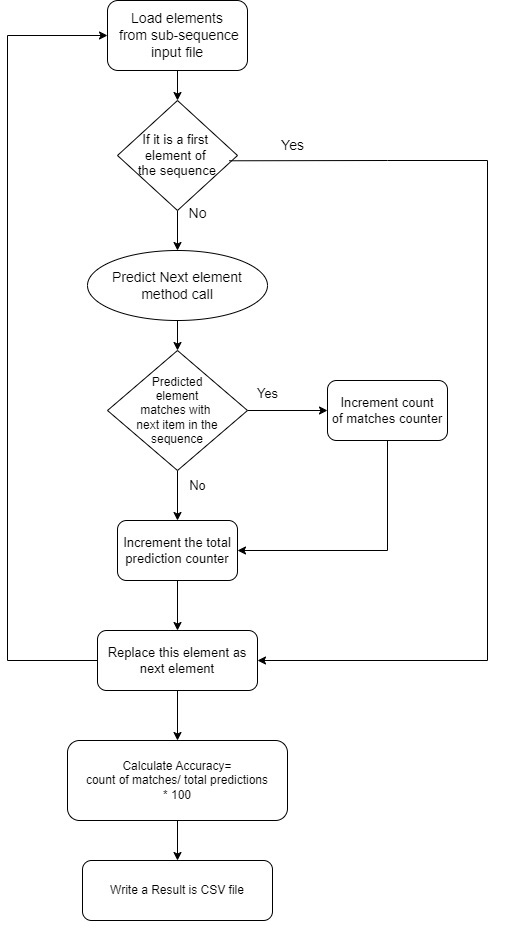 Load elements
from sub-sequence
input file
If it is a first
element of
the sequence
Yes
No
Predict Next element
method call
Predicted
element
matches with
next item in the
sequence
Yes
Increment count
of matches counter
No
Increment the total
prediction counter
Replace this element as
next element
Calculate Accuracy=
count of matches/ total predictions
* 100
Write a Result is CSV file